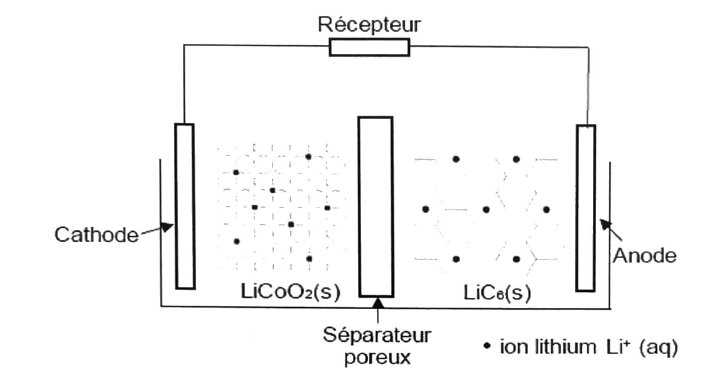 Récepteur
Cathode
Anode
LiCoO₂(s)
LiC₆(s)
Séparateur
poreux
• ion lithium Li⁺ (aq)